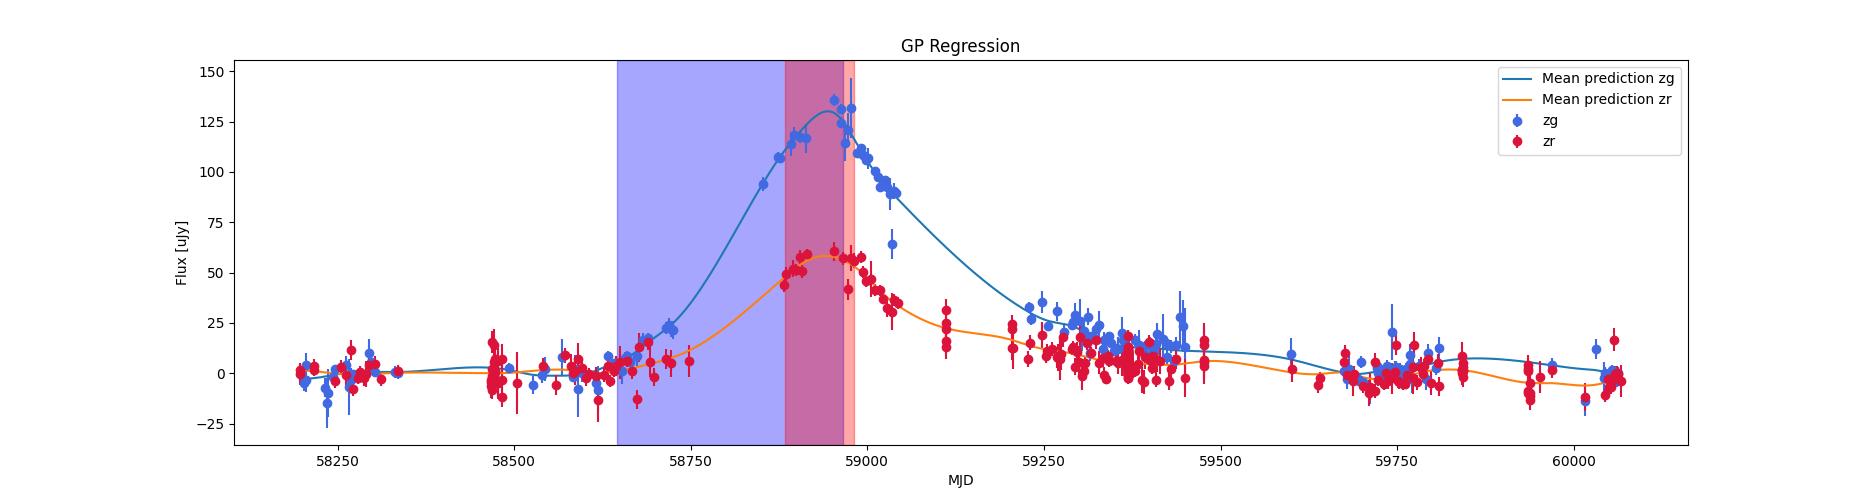 GP Regression
150
125
100
75
50
25
0
−25
Flux [uJy]
58250 58500 58750 59000 59250 59500 59750 60000
MJD
Mean prediction zg
Mean prediction zr
zg
zr